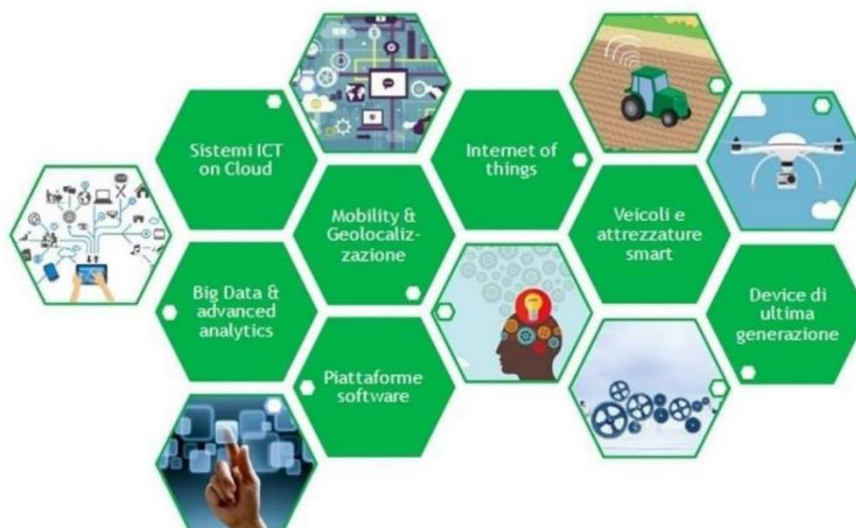 Sistemi ICT
on Cloud
Internet of
things
Mobility &
Geolocaliz-
zazione
Veicoli e
attrezzature
smart
Big Data &
advanced
analytics
Device di
ultima
generazione
Piattaforme
software